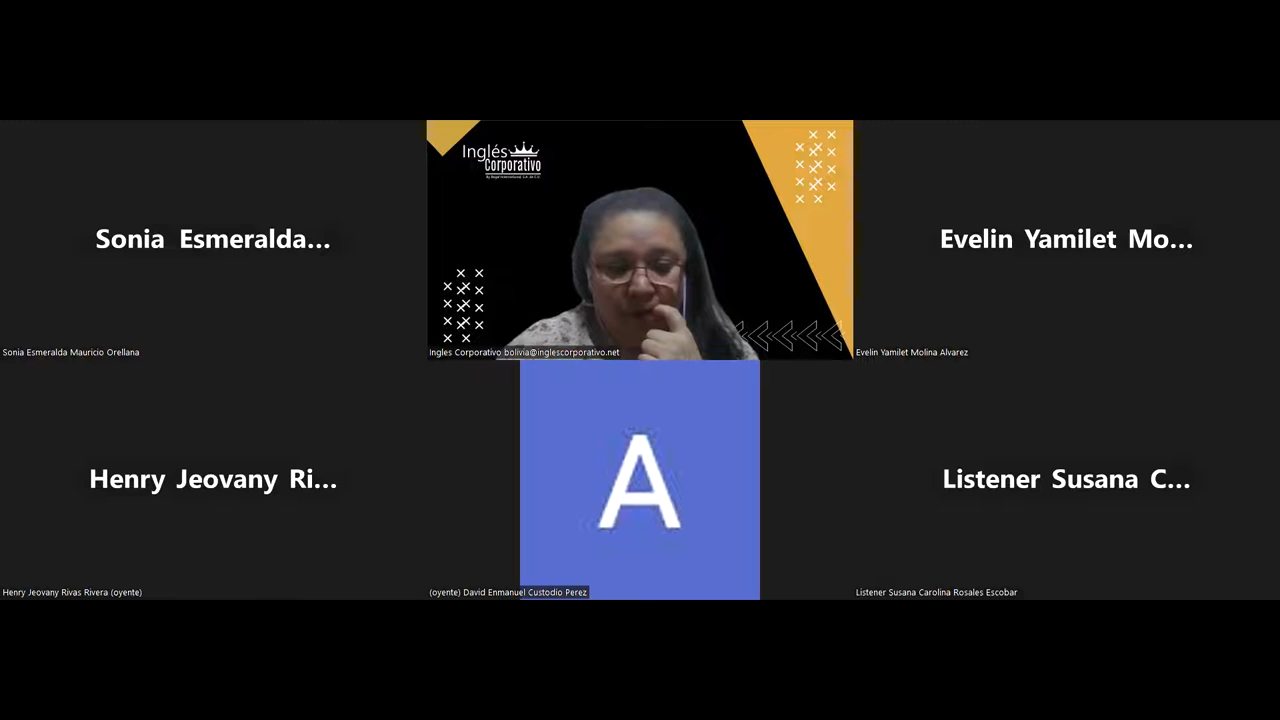 Sonia Esmeralda...
Sonia Esmeralda Mauricio Orellana
Inglés
Corporativo
Ingles Corporativo bolivia@inglescorporativo.net
Evelin Yamilet Mo...
Evelin Yamilet Molina Alvarez
Henry Jeovany Ri...
Henry Jeovany Rivas Rivera (oyente)
A
(oyente) David Enmanuel Custodio Perez
Listener Susana C...
Listener Susana Carolina Rosales Escobar